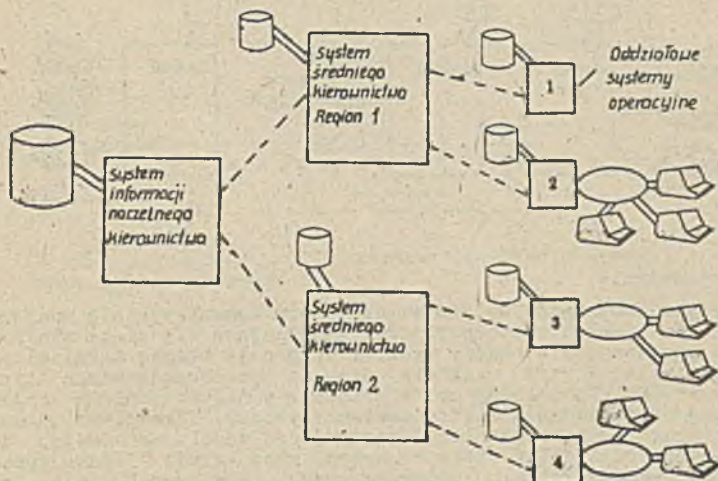 System
średniego
kierownictwa
Region 1
1
Oddziałowe
systemy
operacyjne
2
System
informacji
naczelnego
kierownictwa
System
średniego
kierownictwa
Region 2
3
4